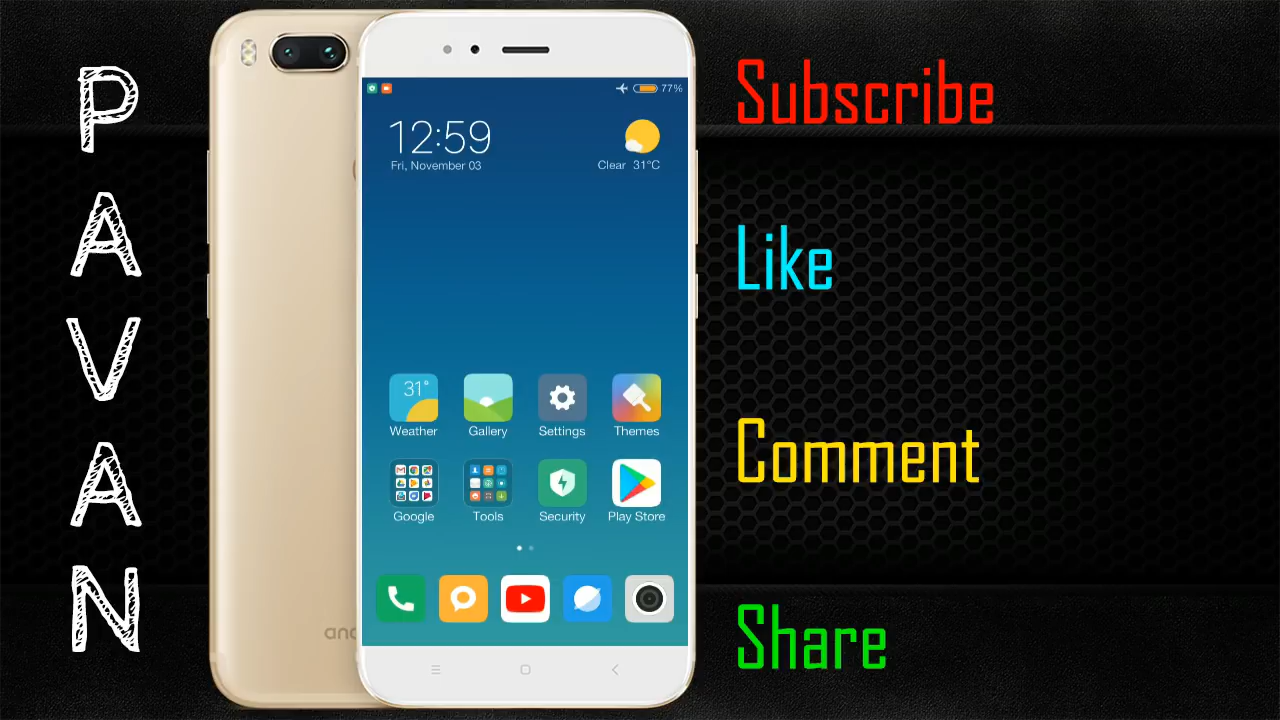 PAVAN
77%
12:59
Fri, November 03
Clear 31°C
31°
Weather
Gallery
Settings
Themes
Google
Tools
Security
Play Store
Subscribe
Like
Comment
Share